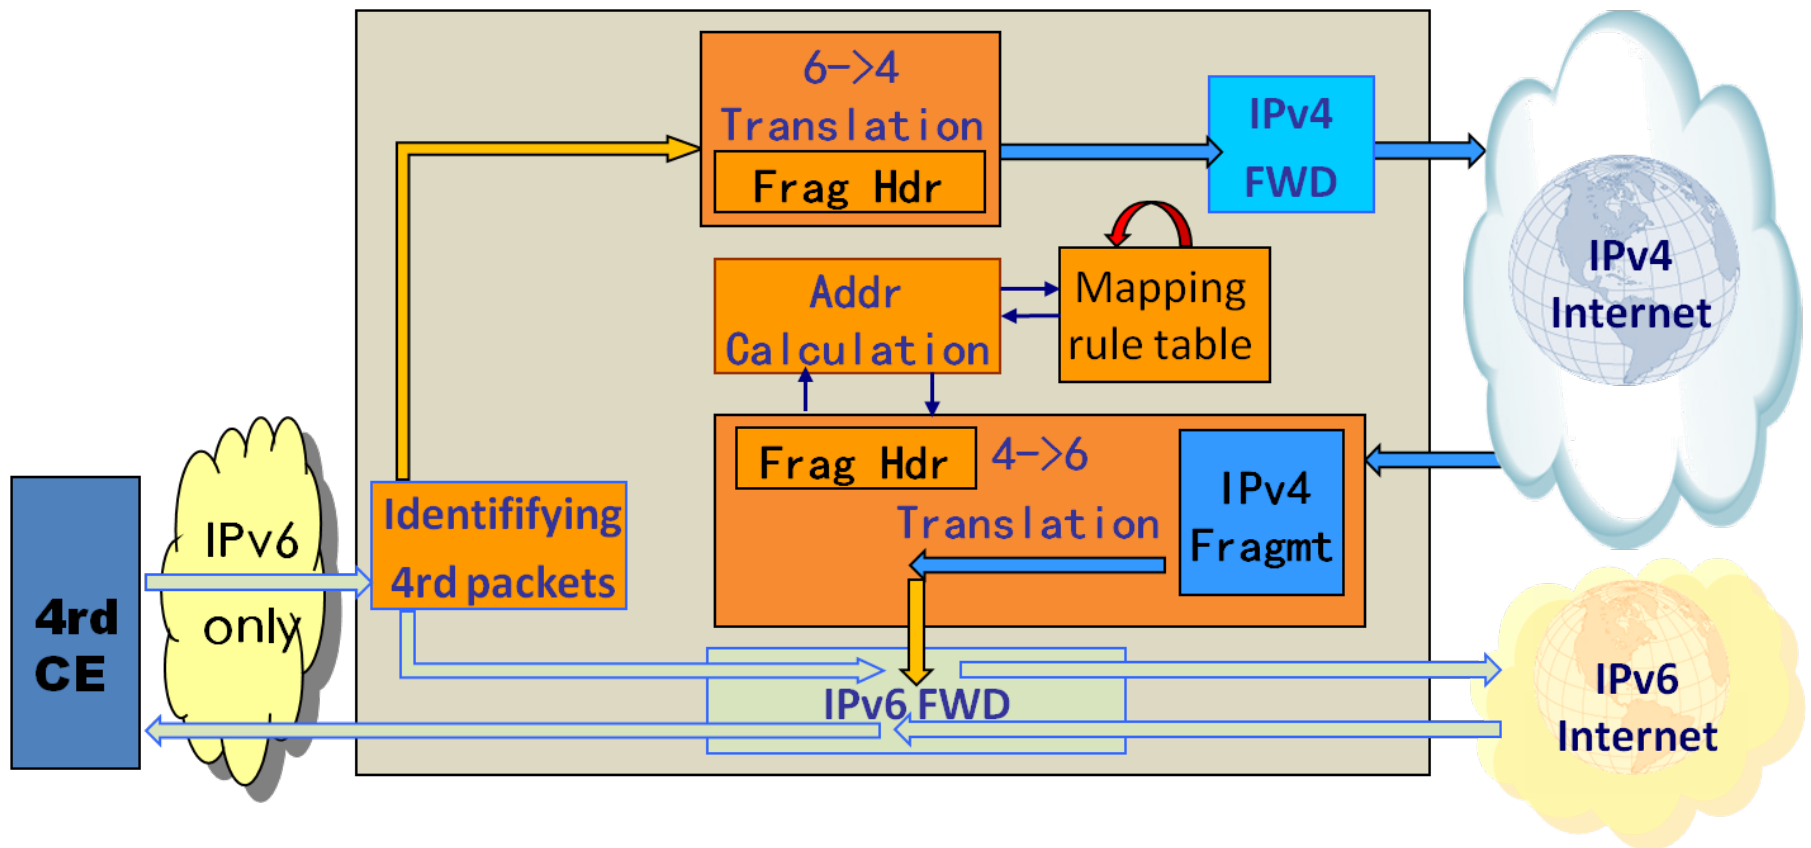 6->4
Translation
Frag Hdr
IPv4
FWD
IPv4
Internet
Addr
Calculation
Mapping
rule table
Frag Hdr
4->6
Translation
IPv4
Fragmt
Identififying
4rd packets
IPv6
only
4rd
CE
IPv6 FWD
IPv6
Internet